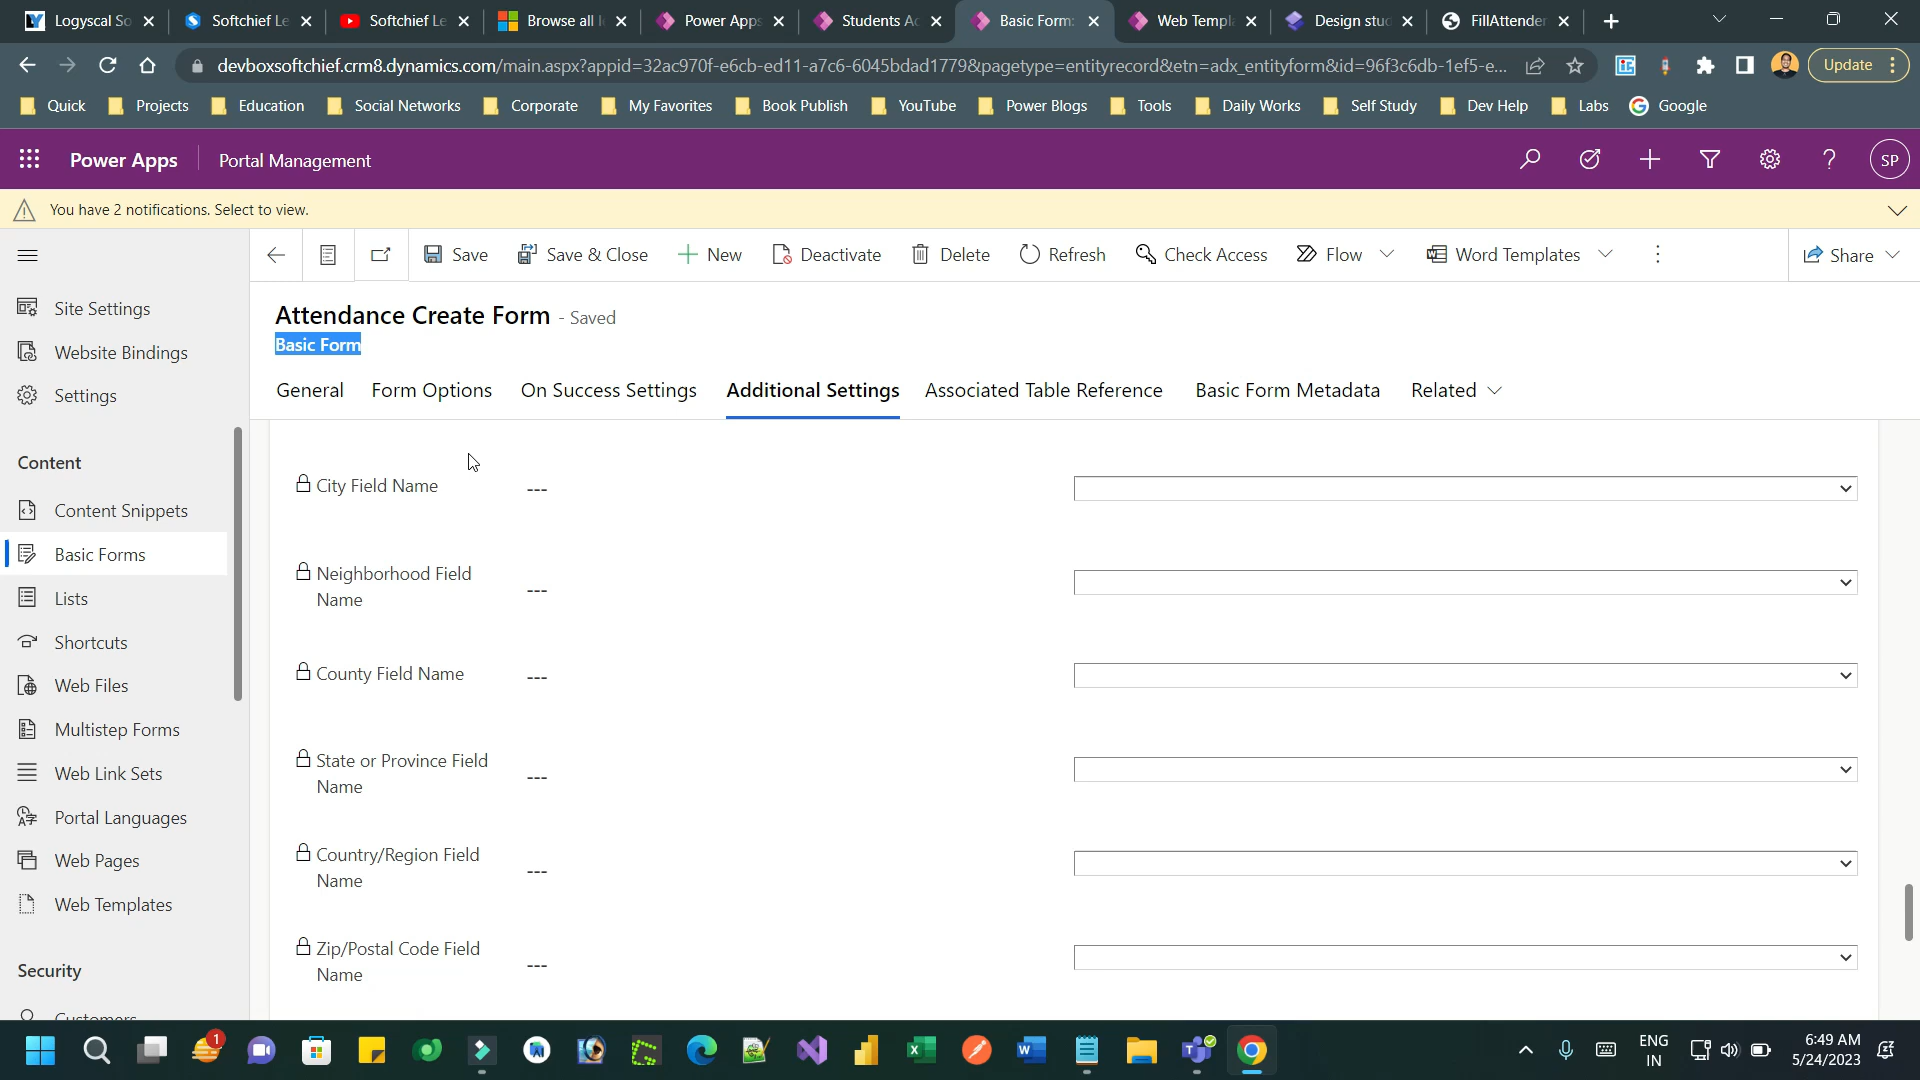 Logyscal So
Softchief Le
Softchief Le
Browse all
Power Apps
Students Ac
Basic Form:
Web Templ
Design stud
FillAttender
devboxsoftchief.crm8.dynamics.com/main.aspx?appid=32ac970f-e6cb-ed11-a7c6-6045bdad1779&pagetype=entityrecord&etn=adx_entityform&id=96f3c6db-1ef5-e...
Update
Quick
Projects
Education
Social Networks
Corporate
My Favorites
Book Publish
YouTube
Power Blogs
Tools
Daily Works
Self Study
Dev Help
Labs
Google
Power Apps
Portal Management
SP
You have 2 notifications. Select to view.
Save
Save & Close
New
Deactivate
Delete
Refresh
Check Access
Flow
Word Templates
Share
Site Settings
Website Bindings
Settings
Content
Content Snippets
Basic Forms
Lists
Shortcuts
Web Files
Multistep Forms
Web Link Sets
Portal Languages
Web Pages
Web Templates
Security
Customers
Attendance Create Form - Saved
Basic Form
General
Form Options
On Success Settings
Additional Settings
Associated Table Reference
Basic Form Metadata
Related
City Field Name
---
Neighborhood Field
Name
---
County Field Name
---
State or Province Field
Name
---
Country/Region Field
Name
---
Zip/Postal Code Field
Name
---
1
ENG
IN
6:49 AM
5/24/2023